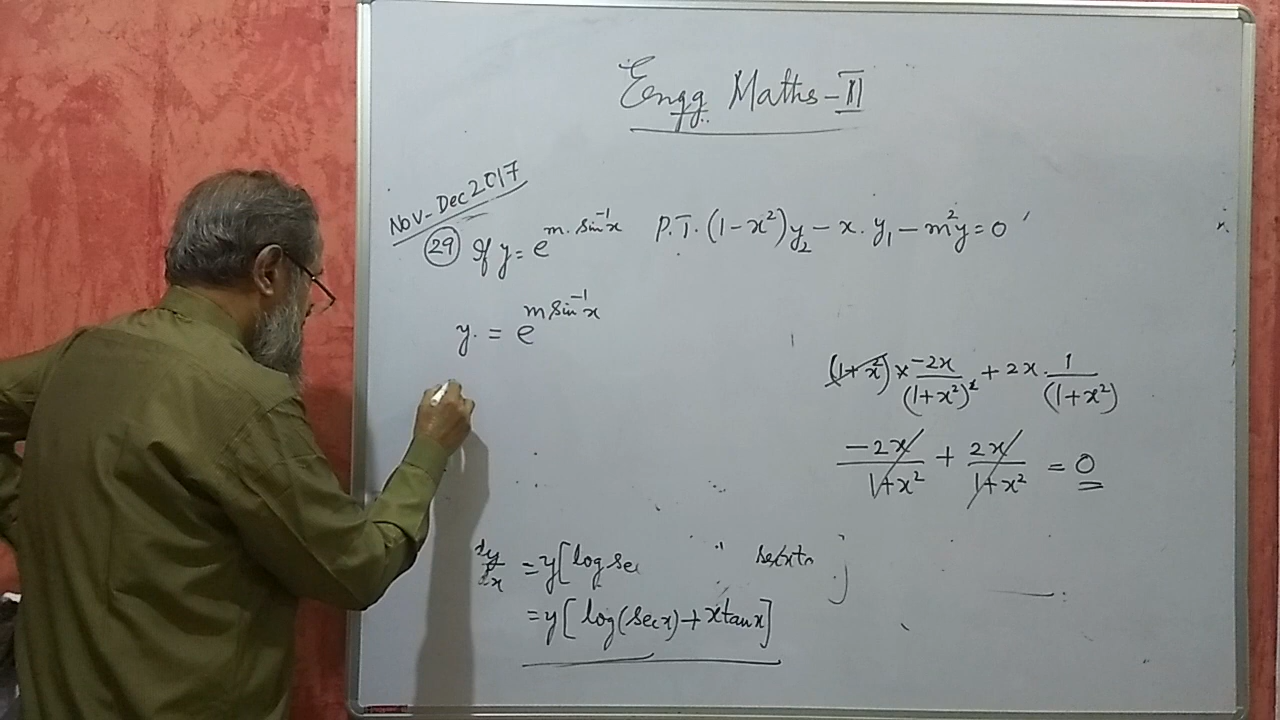 Engg Maths-II
Nov-Dec 2017
29 If y = e^(m. sin^-1 x) P.T. (1-x^2)y_2 - x. y_1 - m^2y = 0
y. = e^(m sin^-1 x)
(1+x^2) x -2x/(1+x^2)^2 + 2x. 1/(1+x^2)
-2x/1+x^2 + 2x/1+x^2 = 0
dy/dx = y[log sec
= y[log(sec x) + x tan x]